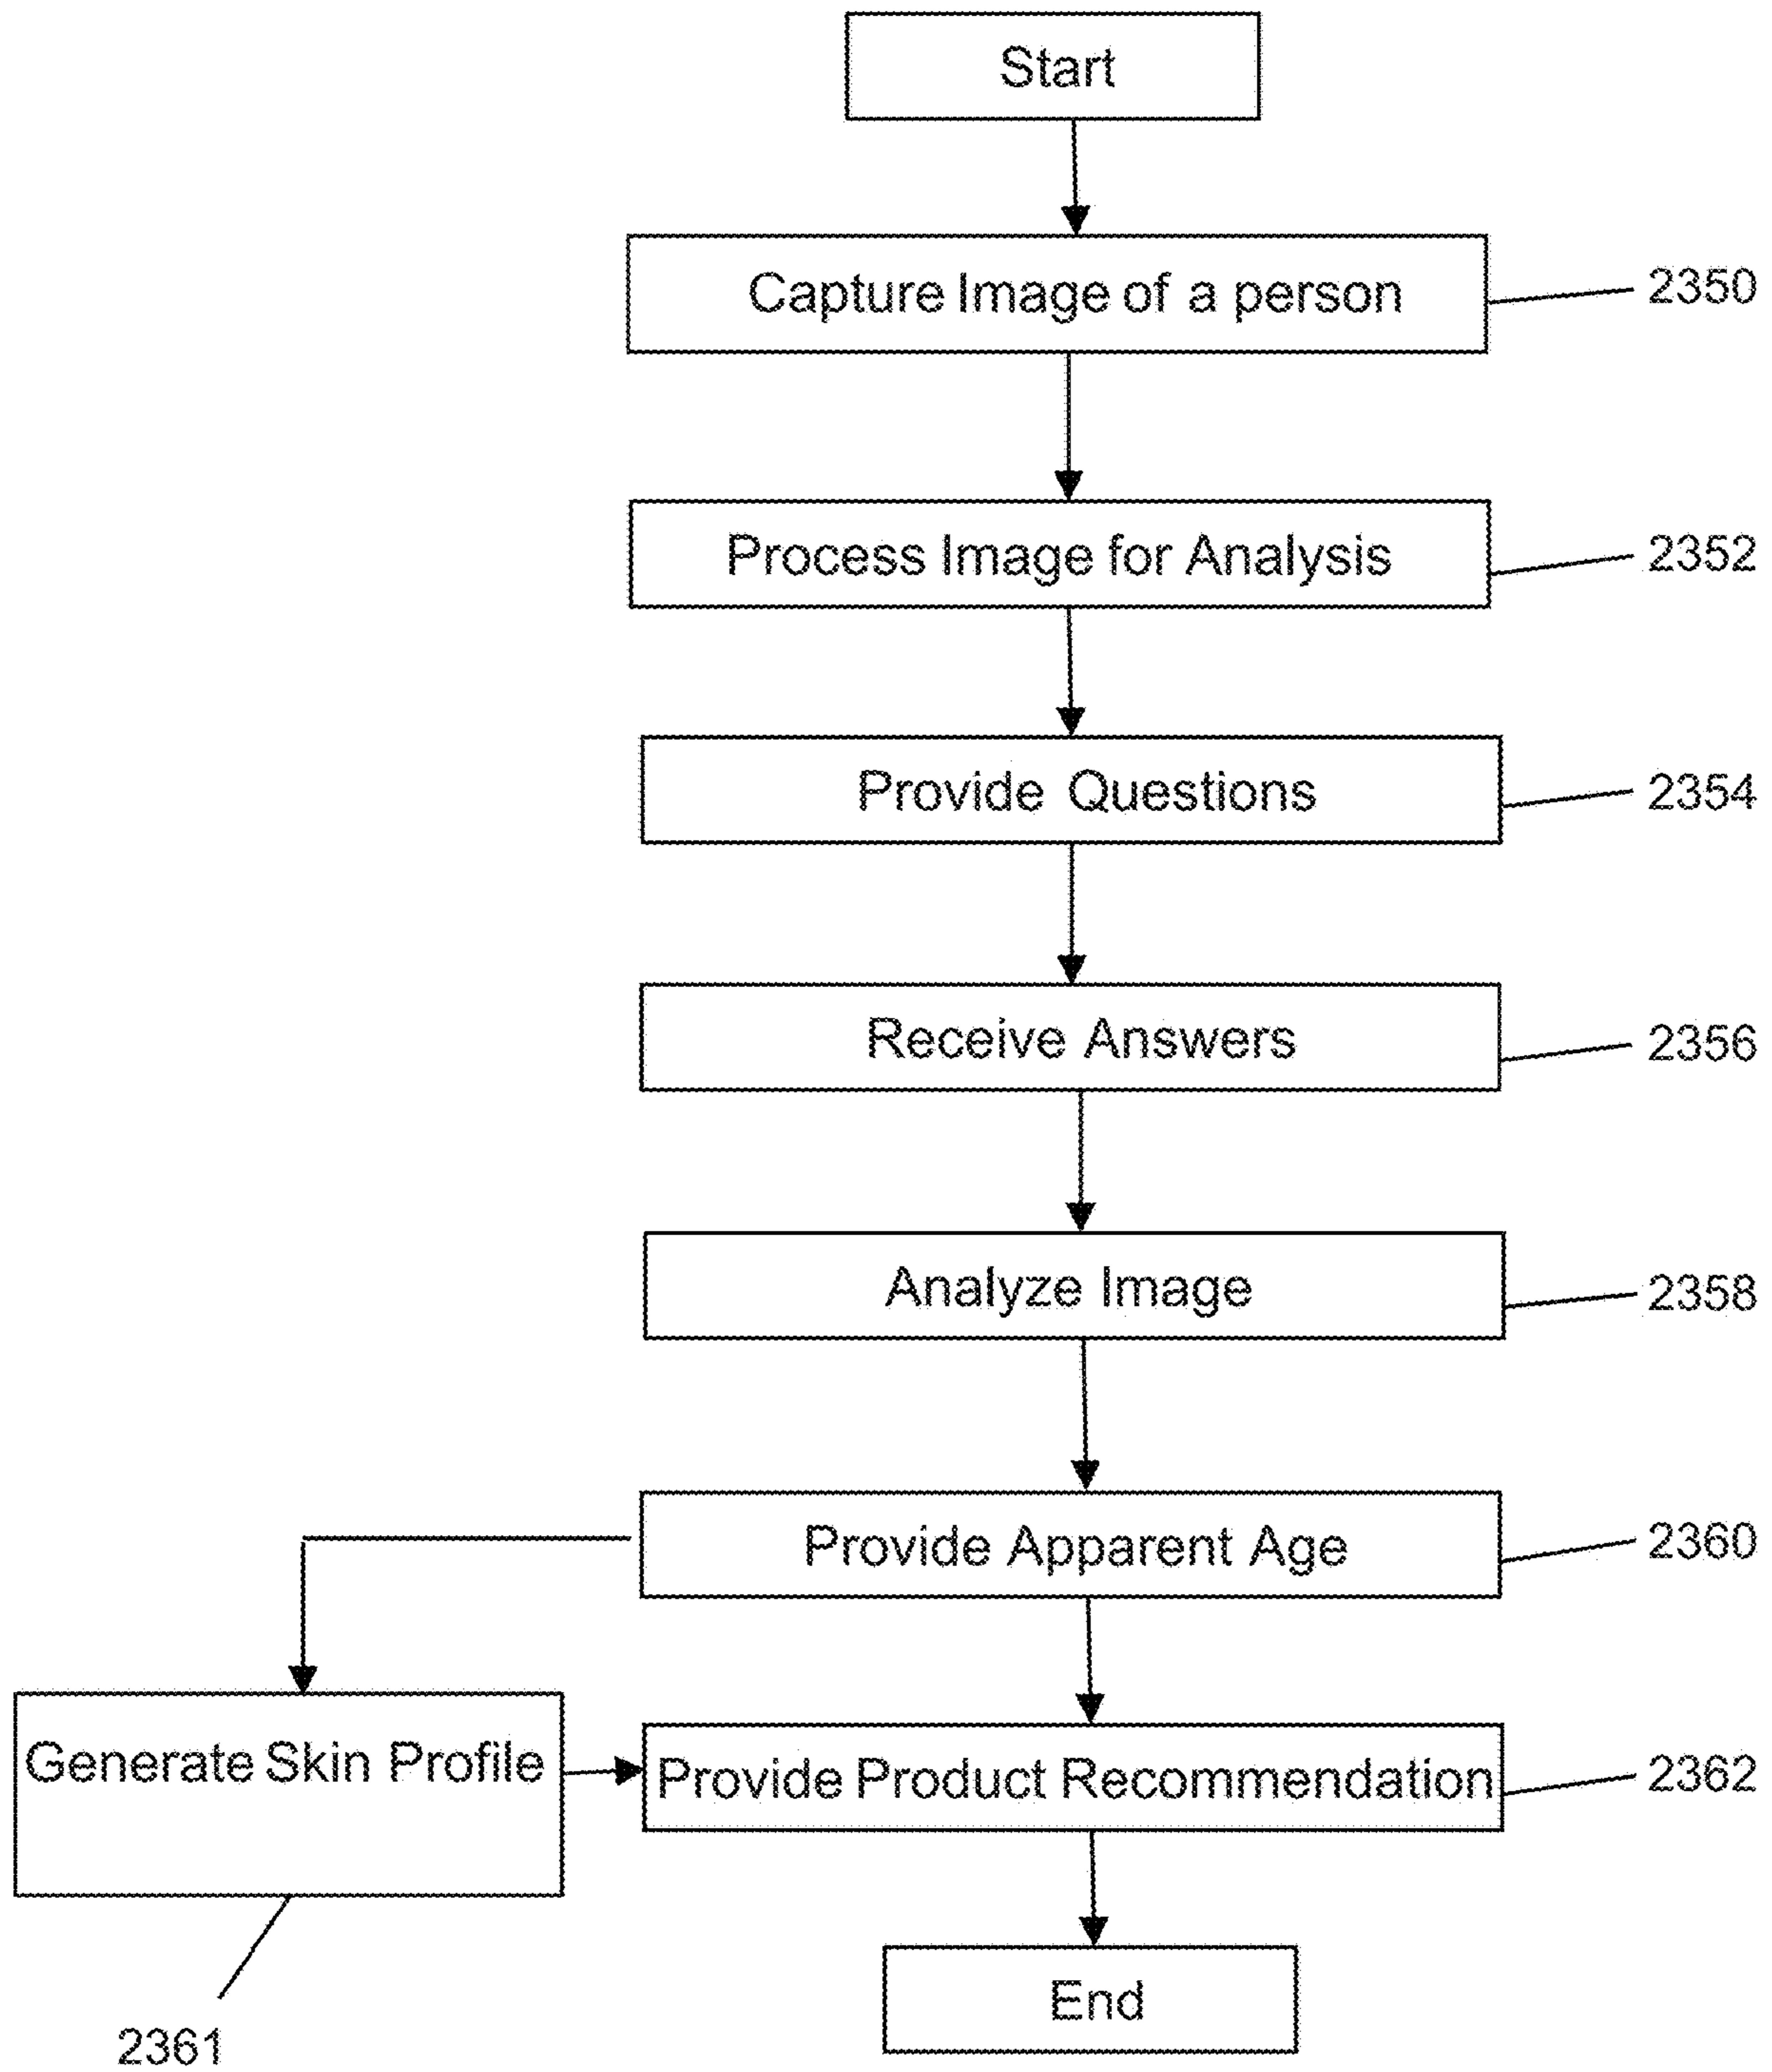 Start
Capture Image of a person
2350
Process Image for Analysis
2352
Provide Questions
2354
Receive Answers
2356
Analyze Image
2358
Provide Apparent Age
2360
Generate Skin Profile
Provide Product Recommendation
2362
End
2361